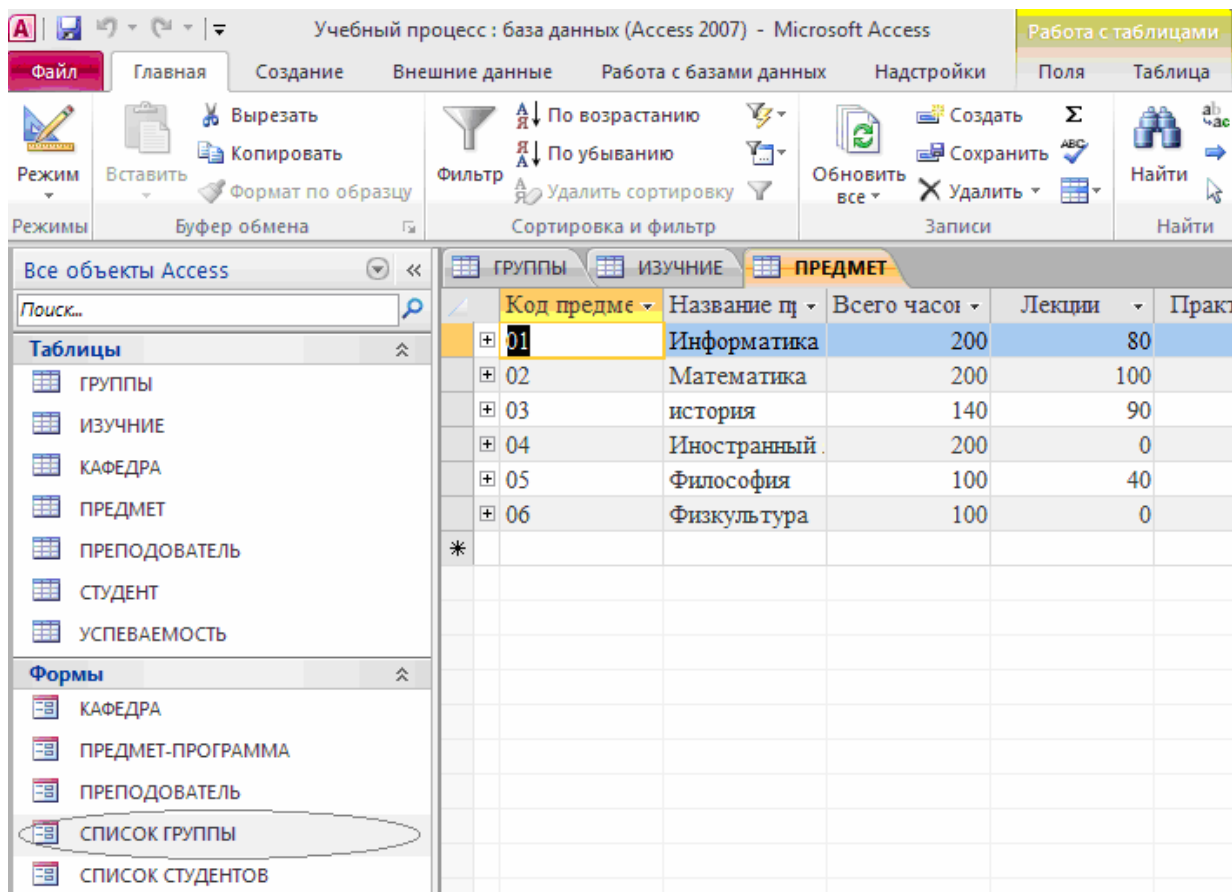 Учебный процесс : база данных (Access 2007) - Microsoft Access
Работа с таблицами
Файл Главная Создание Внешние данные Работа с базами данных Надстройки Поля Таблица
Режим
Режимы
Вставить
Вырезать
Копировать
Формат по образцу
Буфер обмена
Фильтр
По возрастанию
По убыванию
Удалить сортировку
Сортировка и фильтр
Обновить
все
Создать
Сохранить
Удалить
Σ
ABC
Записи
Найти
ab
ac
Найти
Все объекты Access
Поиск...
Таблицы
ГРУППЫ
ИЗУЧНИЕ
КАФЕДРА
ПРЕДМЕТ
ПРЕПОДОВАТЕЛЬ
СТУДЕНТ
УСПЕВАЕМОСТЬ
Формы
КАФЕДРА
ПРЕДМЕТ-ПРОГРАММА
ПРЕПОДОВАТЕЛЬ
СПИСОК ГРУППЫ
СПИСОК СТУДЕНТОВ
ГРУППЫ ИЗУЧНИЕ ПРЕДМЕТ
Код предме Название п Всего часо Лекции Практ
01 Информатика 200 80
02 Математика 200 100
03 история 140 90
04 Иностранный 200 0
05 Философия 100 40
06 Физкультура 100 0